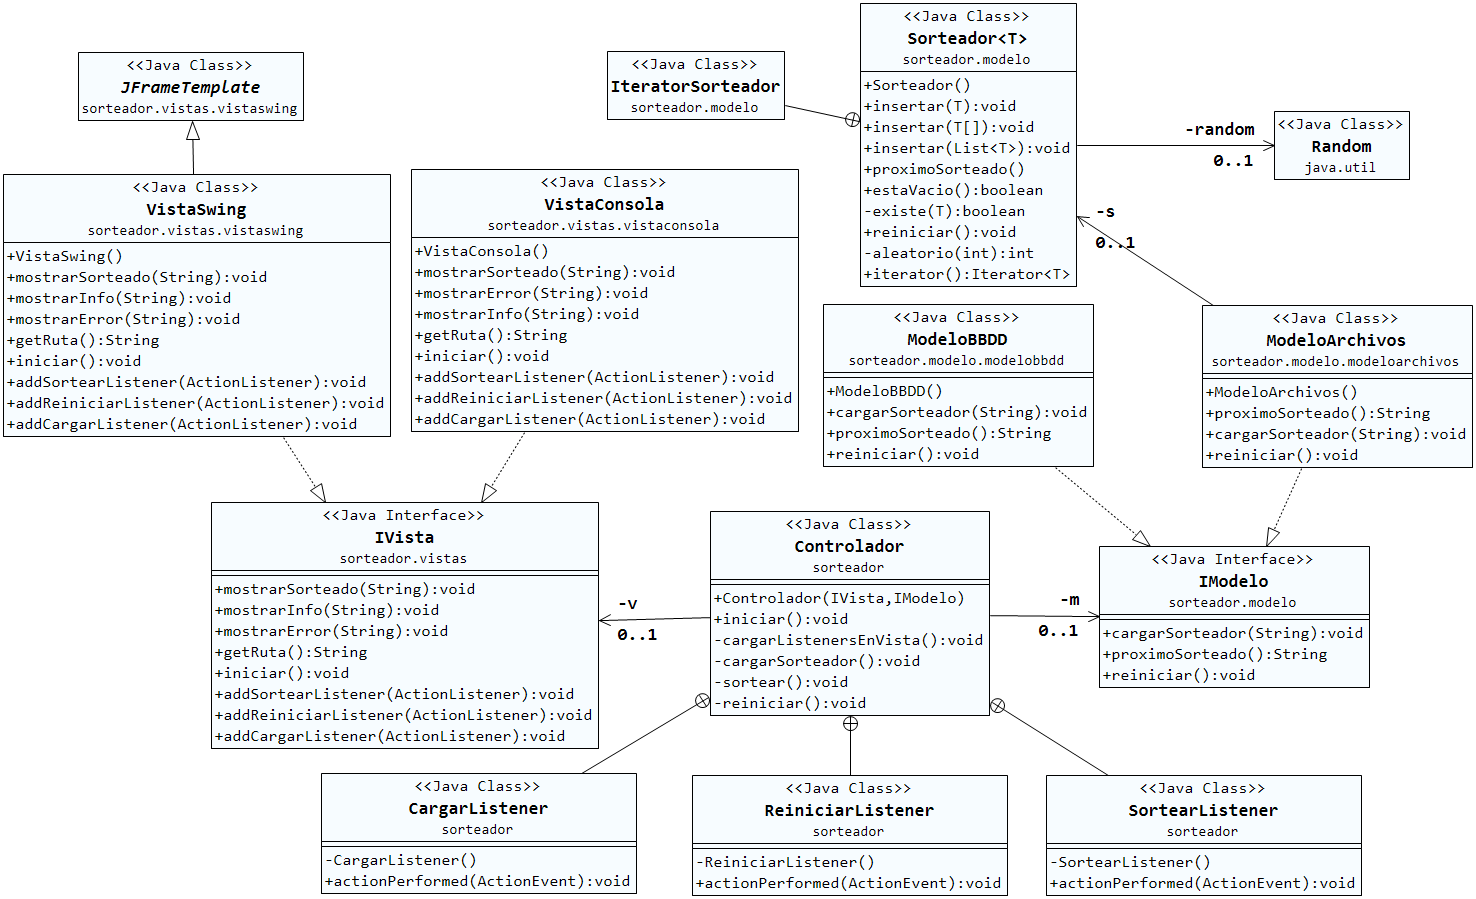 <<Java Class>>
JFrameTemplate
sorteador.vistas.vistaswing
<<Java Class>>
IteratorSorteador
sorteador.modelo
<<Java Class>>
Sorteador<T>
sorteador.modelo
+Sorteador()
+insertar(T):void
+insertar(T[]):void
+insertar(List<T>):void
+proximoSorteado()
+estaVacio():boolean
-existe(T):boolean
+reiniciar():void
-aleatorio(int):int
+iterator():Iterator<T>
-random
0..1
<<Java Class>>
Random
java.util
-s
0..1
<<Java Class>>
VistaSwing
sorteador.vistas.vistaswing
+VistaSwing()
+mostrarSorteado(String):void
+mostrarInfo(String):void
+mostrarError(String):void
+getRuta():String
+iniciar():void
+addSortearListener(ActionListener):void
+addReiniciarListener(ActionListener):void
+addCargarListener(ActionListener):void
<<Java Class>>
VistaConsola
sorteador.vistas.vistaconsola
+VistaConsola()
+mostrarSorteado(String):void
+mostrarError(String):void
+mostrarInfo(String):void
+getRuta():String
+iniciar():void
+addSortearListener(ActionListener):void
+addReiniciarListener(ActionListener):void
+addCargarListener(ActionListener):void
<<Java Class>>
ModeloBBDD
sorteador.modelo.modelobbdd
+ModeloBBDD()
+cargarSorteador(String):void
+proximoSorteado():String
+reiniciar():void
<<Java Class>>
ModeloArchivos
sorteador.modelo.modeloarchivos
+ModeloArchivos()
+proximoSorteado():String
+cargarSorteador(String):void
+reiniciar():void
<<Java Interface>>
IVista
sorteador.vistas
+mostrarSorteado(String):void
+mostrarInfo(String):void
+mostrarError(String):void
+getRuta():String
+iniciar():void
+addSortearListener(ActionListener):void
+addReiniciarListener(ActionListener):void
+addCargarListener(ActionListener):void
-v
0..1
<<Java Class>>
Controlador
sorteador
+Controlador(IVista,IModelo)
+iniciar():void
-cargarListenersEnVista():void
-cargarSorteador():void
-sortear():void
-reiniciar():void
-m
0..1
<<Java Interface>>
IModelo
sorteador.modelo
+cargarSorteador(String):void
+proximoSorteado():String
+reiniciar():void
<<Java Class>>
CargarListener
sorteador
-CargarListener()
+actionPerformed(ActionEvent):void
<<Java Class>>
ReiniciarListener
sorteador
-ReiniciarListener()
+actionPerformed(ActionEvent):void
<<Java Class>>
SortearListener
sorteador
-SortearListener()
+actionPerformed(ActionEvent):void